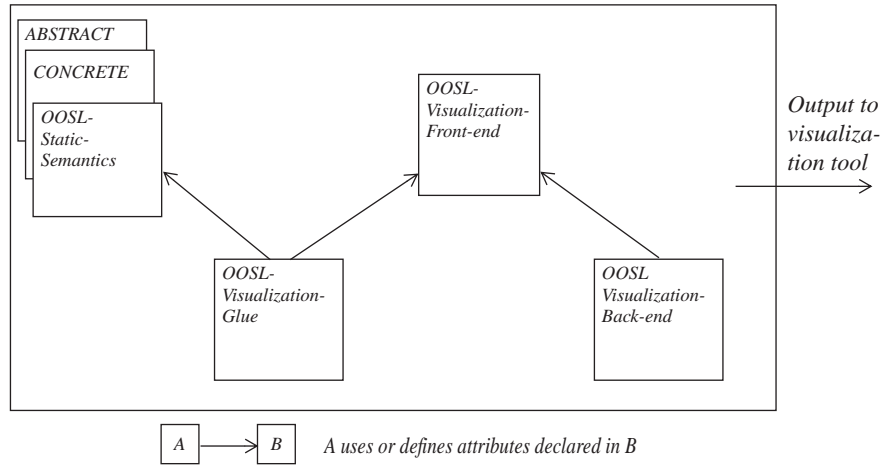 ABSTRACT
CONCRETE
OOSL-
Static-
Semantics
OOSL-
Visualization-
Front-end
Output to
visualiza-
tion tool
OOSL-
Visualization-
Glue
OOSL
Visualization-
Back-end
A
B
A uses or defines attributes declared in B